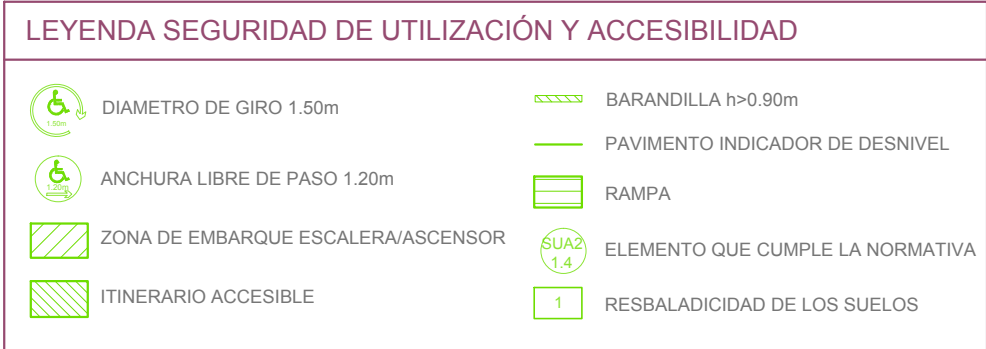 LEYENDA SEGURIDAD DE UTILIZACIÓN Y ACCESIBILIDAD
1.50m
DIAMETRO DE GIRO 1.50m
1.20m
ANCHURA LIBRE DE PASO 1.20m
ZONA DE EMBARQUE ESCALERA/ASCENSOR
ITINERARIO ACCESIBLE
BARANDILLA h>0.90m
PAVIMENTO INDICADOR DE DESNIVEL
RAMPA
SUA2
1.4
ELEMENTO QUE CUMPLE LA NORMATIVA
1
RESBALADICIDAD DE LOS SUELOS